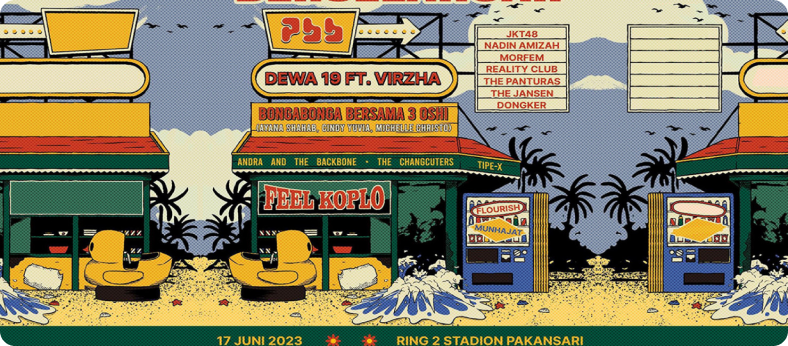 PBB
DEWA 19 FT. VIRZHA
BONGABONGA BERSAMA 3 OSHI
(AYANA SHAHAB, CINDY YUVIA, MICHELLE CHRISTO)
ANDRA AND THE BACKBONE • THE CHANGCUTERS
TIPE-X
FEEL KOPLO
JKT48
NADIN AMIZAH
MORFEM
REALITY CLUB
THE PANTURAS
THE JANSEN
DONGKER
FLOURISH
MUNHAJAT
17 JUNI 2023
RING 2 STADION PAKANSARI